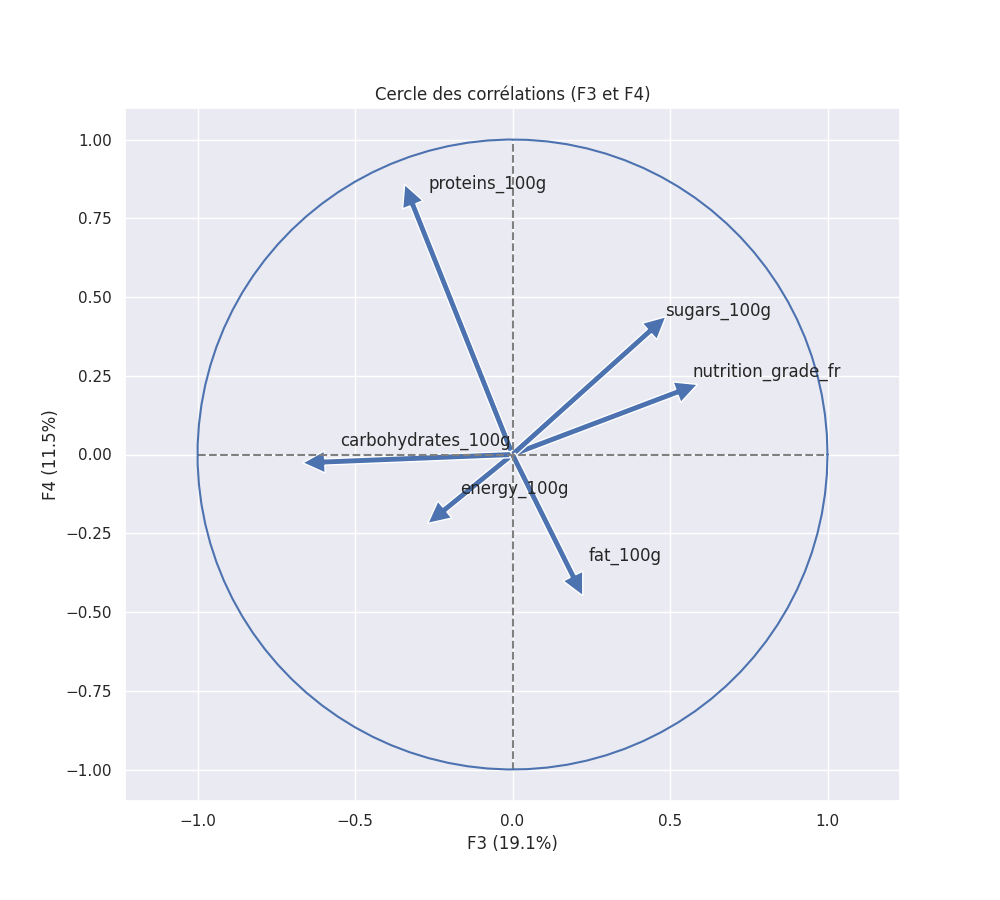 Cercle des corrélations (F3 et F4)
1.00
proteins_100g
0.75
0.50
sugars_100g
nutrition_grade_fr
0.25
carbohydrates_100g
0.00
energy_100g
−0.25
fat_100g
−0.50
−0.75
−1.00
F4 (11.5%)
−1.0 −0.5 0.0 0.5 1.0
F3 (19.1%)